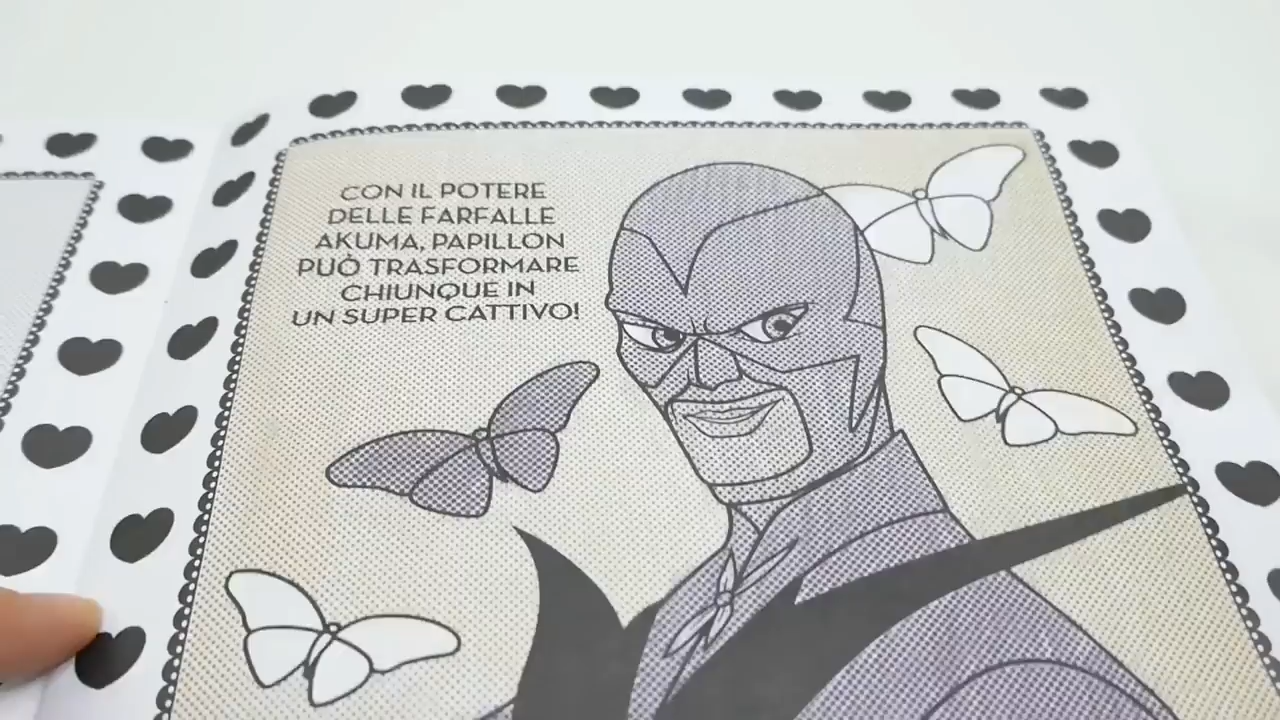 CON IL POTERE
DELLE FARFALLE
AKUMA, PAPILLON
PUÒ TRASFORMARE
CHIUNQUE IN
UN SUPER CATTIVO!